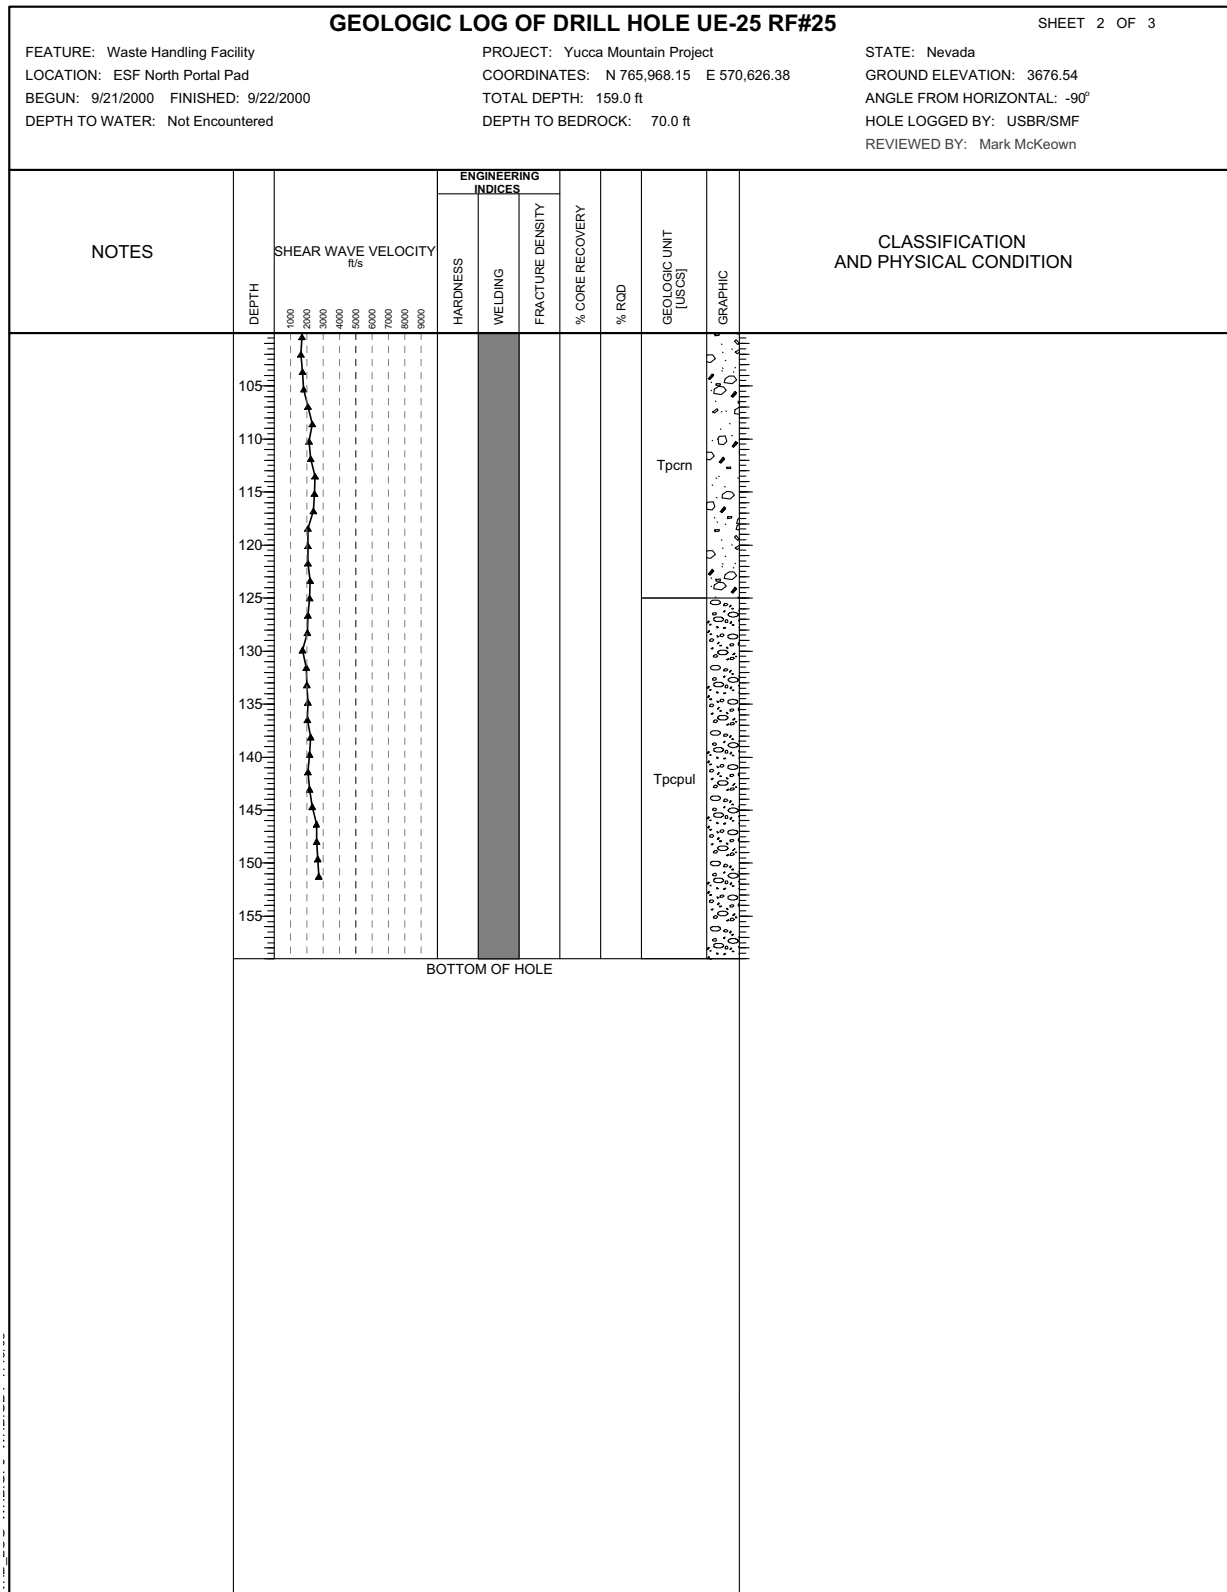 GEOLOGIC LOG OF DRILL HOLE UE-25 RF#25
SHEET 2 OF 3
FEATURE: Waste Handling Facility
PROJECT: Yucca Mountain Project
STATE: Nevada
LOCATION: ESF North Portal Pad
COORDINATES: N 765,968.15 E 570,626.38
GROUND ELEVATION: 3676.54
BEGUN: 9/21/2000 FINISHED: 9/22/2000
TOTAL DEPTH: 159.0 ft
ANGLE FROM HORIZONTAL: -90°
DEPTH TO WATER: Not Encountered
DEPTH TO BEDROCK: 70.0 ft
HOLE LOGGED BY: USBR/SMF
REVIEWED BY: Mark McKeown
NOTES
DEPTH
SHEAR WAVE VELOCITY
ft/s
1000
2000
3000
4000
5000
6000
7000
8000
9000
ENGINEERING
INDICES
HARDNESS
WELDING
FRACTURE DENSITY
% CORE RECOVERY
% RQD
GEOLOGIC UNIT
[USCS]
GRAPHIC
CLASSIFICATION
AND PHYSICAL CONDITION
105
110
115
120
125
130
135
140
145
150
155
Tpcrn
Tpcpul
BOTTOM OF HOLE